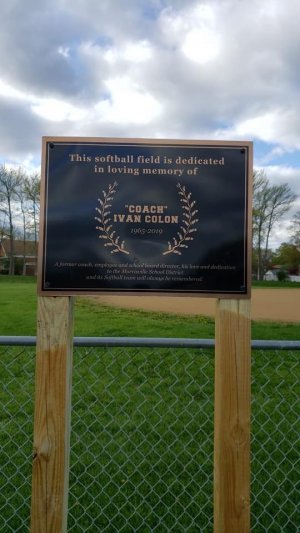 This softball field is dedicated
in loving memory of
"COACH"
IVAN COLON
1965-2019
A former coach, employee and school board director, his love and dedication
to the Morrisville School District
and its Softball team will always be remembered.